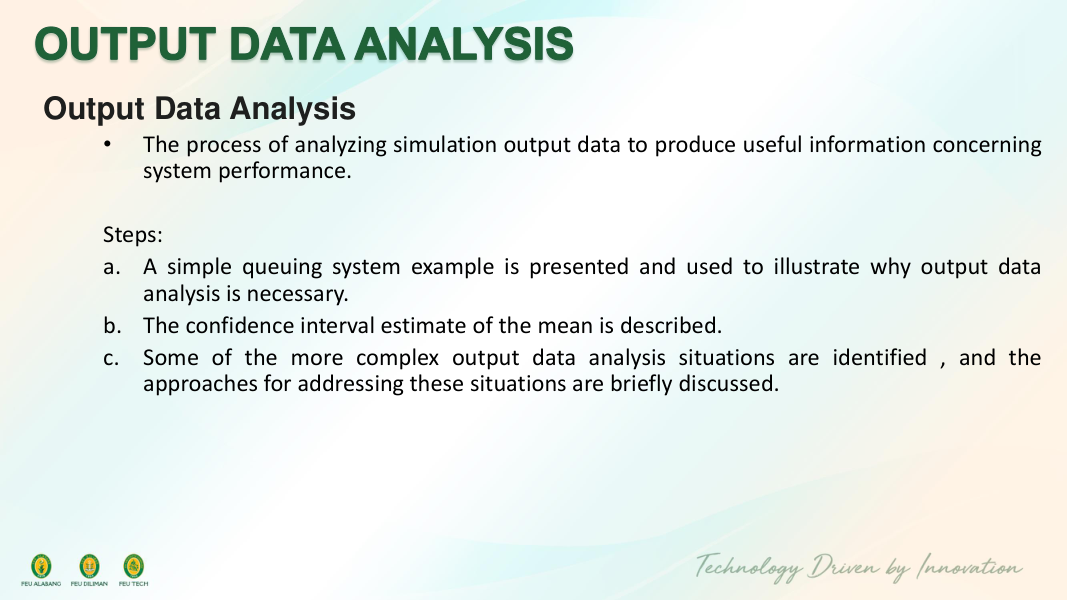 OUTPUT DATA ANALYSIS
Output Data Analysis
• The process of analyzing simulation output data to produce useful information concerning
system performance.
Steps:
a. A simple queuing system example is presented and used to illustrate why output data
analysis is necessary.
b. The confidence interval estimate of the mean is described.
c. Some of the more complex output data analysis situations are identified , and the
approaches for addressing these situations are briefly discussed.
FEU ALABANG FEU DILIMAN FEU TECH
Technology Driven by Innovation